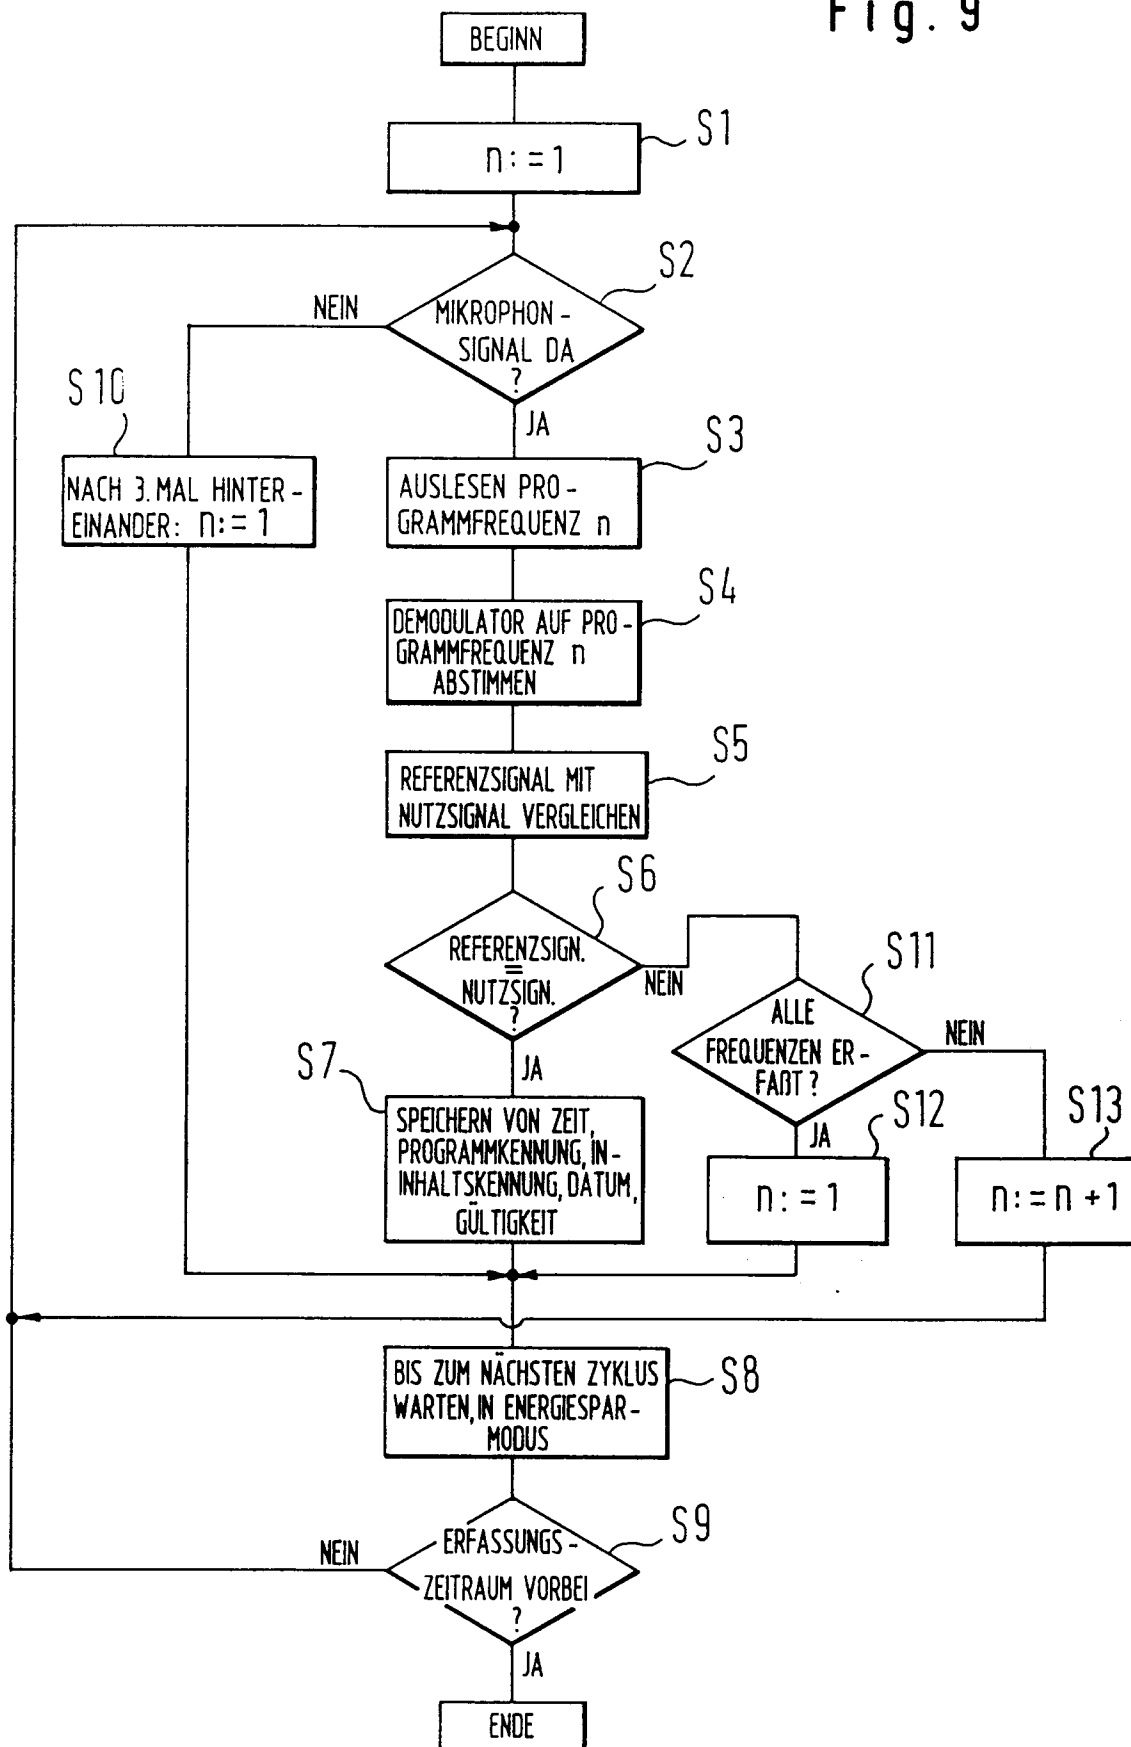 Fig. 9
BEGINN
S1
n:=1
S2
NEIN
MIKROPHON-
SIGNAL DA
?
JA
S10
NACH 3. MAL HINTER-
EINANDER: n:=1
S3
AUSLESEN PRO-
GRAMMFREQUENZ n
S4
DEMODULATOR AUF PRO-
GRAMMFREQUENZ n
ABSTIMMEN
S5
REFERENZSIGNAL MIT
NUTZSIGNAL VERGLEICHEN
S6
REFERENZSIGN.
=
NUTZSIGN.
?
NEIN
JA
S11
ALLE
FREQUENZEN ER-
FAßT?
NEIN
JA
S7
SPEICHERN VON ZEIT,
PROGRAMMKENNUNG, IN-
INHALTSKENNUNG, DATUM,
GÜLTIGKEIT
S12
n:=1
S13
n:=n+1
S8
BIS ZUM NÄCHSTEN ZYKLUS
WARTEN, IN ENERGIESPAR-
MODUS
S9
NEIN
ERFASSUNGS-
ZEITRAUM VORBEI
?
JA
ENDE